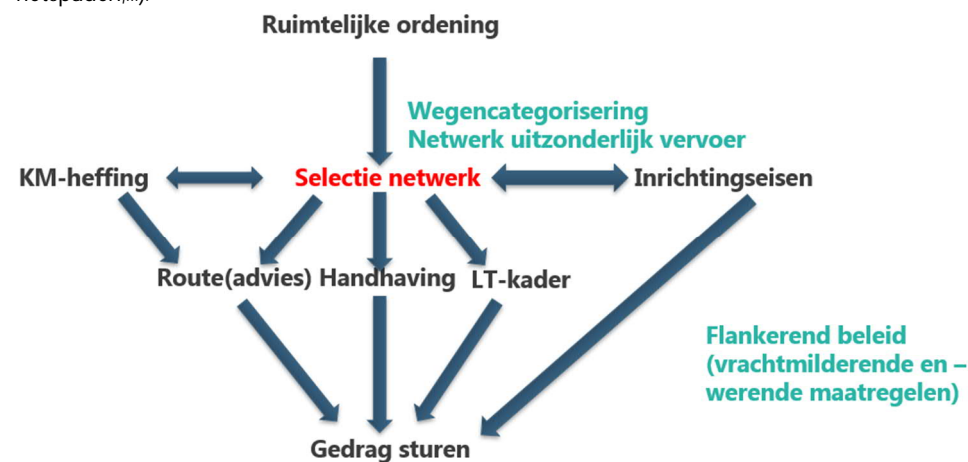 Ruimtelijke ordening
Wegencategorisering
Netwerk uitzonderlijk vervoer
KM-heffing
Selectie netwerk
Inrichtingseisen
Route(advies)
Handhaving
LT-kader
Flankerend beleid
(vrachtmilderende en –
werende maatregelen)
Gedrag sturen